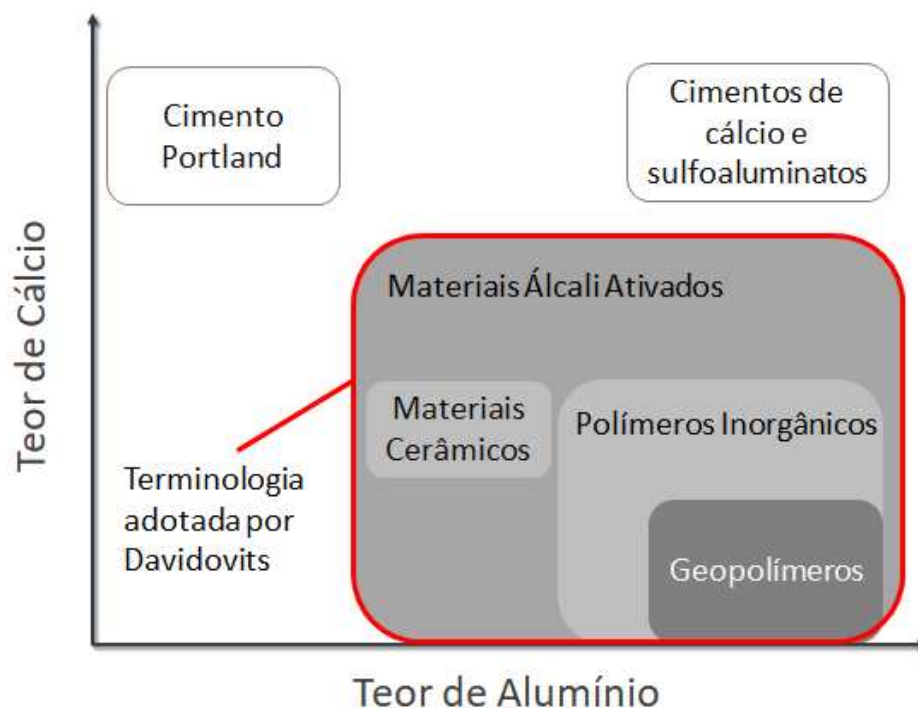 Teor de Cálcio
Cimento
Portland
Cimentos de
cálcio e
sulfoaluminatos
Materiais Álcali Ativados
Materiais
Cerâmicos
Polímeros Inorgânicos
Geopolímeros
Terminologia
adotada por
Davidovits
Teor de Alumínio